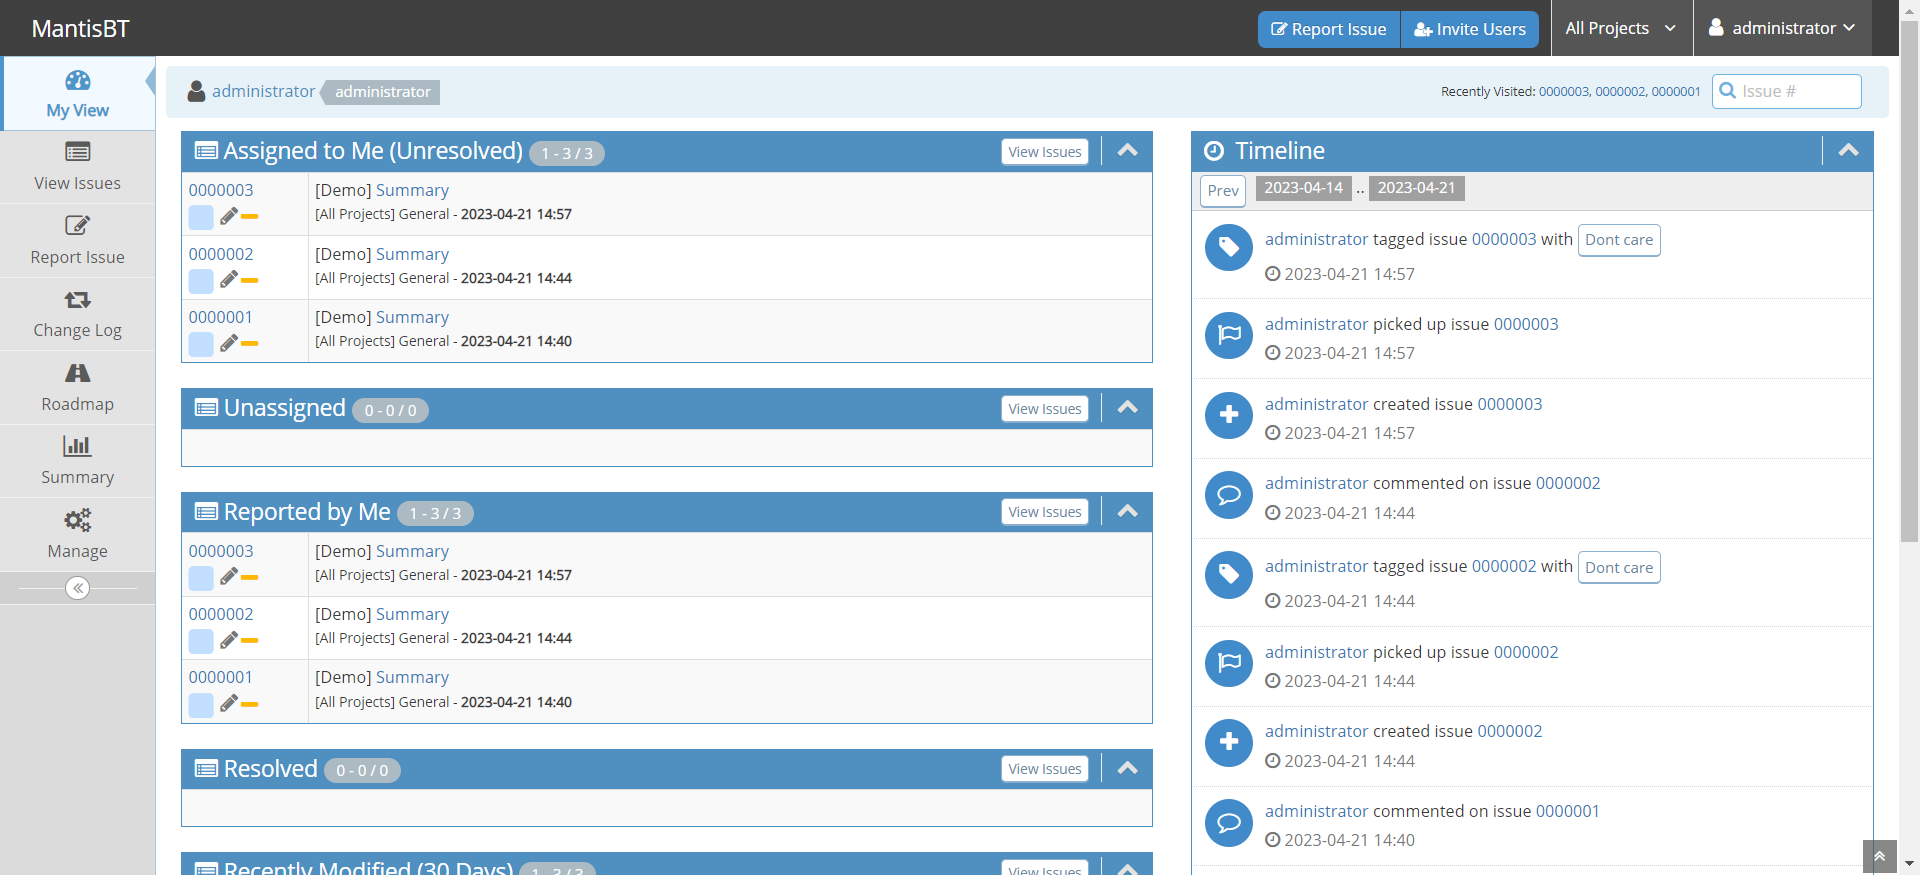 MantisBT
Report Issue
Invite Users
All Projects
administrator
My View
View Issues
Report Issue
Change Log
Roadmap
Summary
Manage
administrator administrator
Recently Visited: 0000003, 0000002, 0000001
Issue #
Assigned to Me (Unresolved) 1 - 3 / 3
View Issues
0000003 [Demo] Summary
[All Projects] General - 2023-04-21 14:57
0000002 [Demo] Summary
[All Projects] General - 2023-04-21 14:44
0000001 [Demo] Summary
[All Projects] General - 2023-04-21 14:40
Unassigned 0 - 0 / 0
View Issues
Reported by Me 1 - 3 / 3
View Issues
0000003 [Demo] Summary
[All Projects] General - 2023-04-21 14:57
0000002 [Demo] Summary
[All Projects] General - 2023-04-21 14:44
0000001 [Demo] Summary
[All Projects] General - 2023-04-21 14:40
Resolved 0 - 0 / 0
View Issues
Recently Modified (30 Days) 1 - 3 / 3
View Issues
Timeline
Prev 2023-04-14 .. 2023-04-21
administrator tagged issue 0000003 with Dont care
2023-04-21 14:57
administrator picked up issue 0000003
2023-04-21 14:57
administrator created issue 0000003
2023-04-21 14:57
administrator commented on issue 0000002
2023-04-21 14:44
administrator tagged issue 0000002 with Dont care
2023-04-21 14:44
administrator picked up issue 0000002
2023-04-21 14:44
administrator created issue 0000002
2023-04-21 14:44
administrator commented on issue 0000001
2023-04-21 14:40